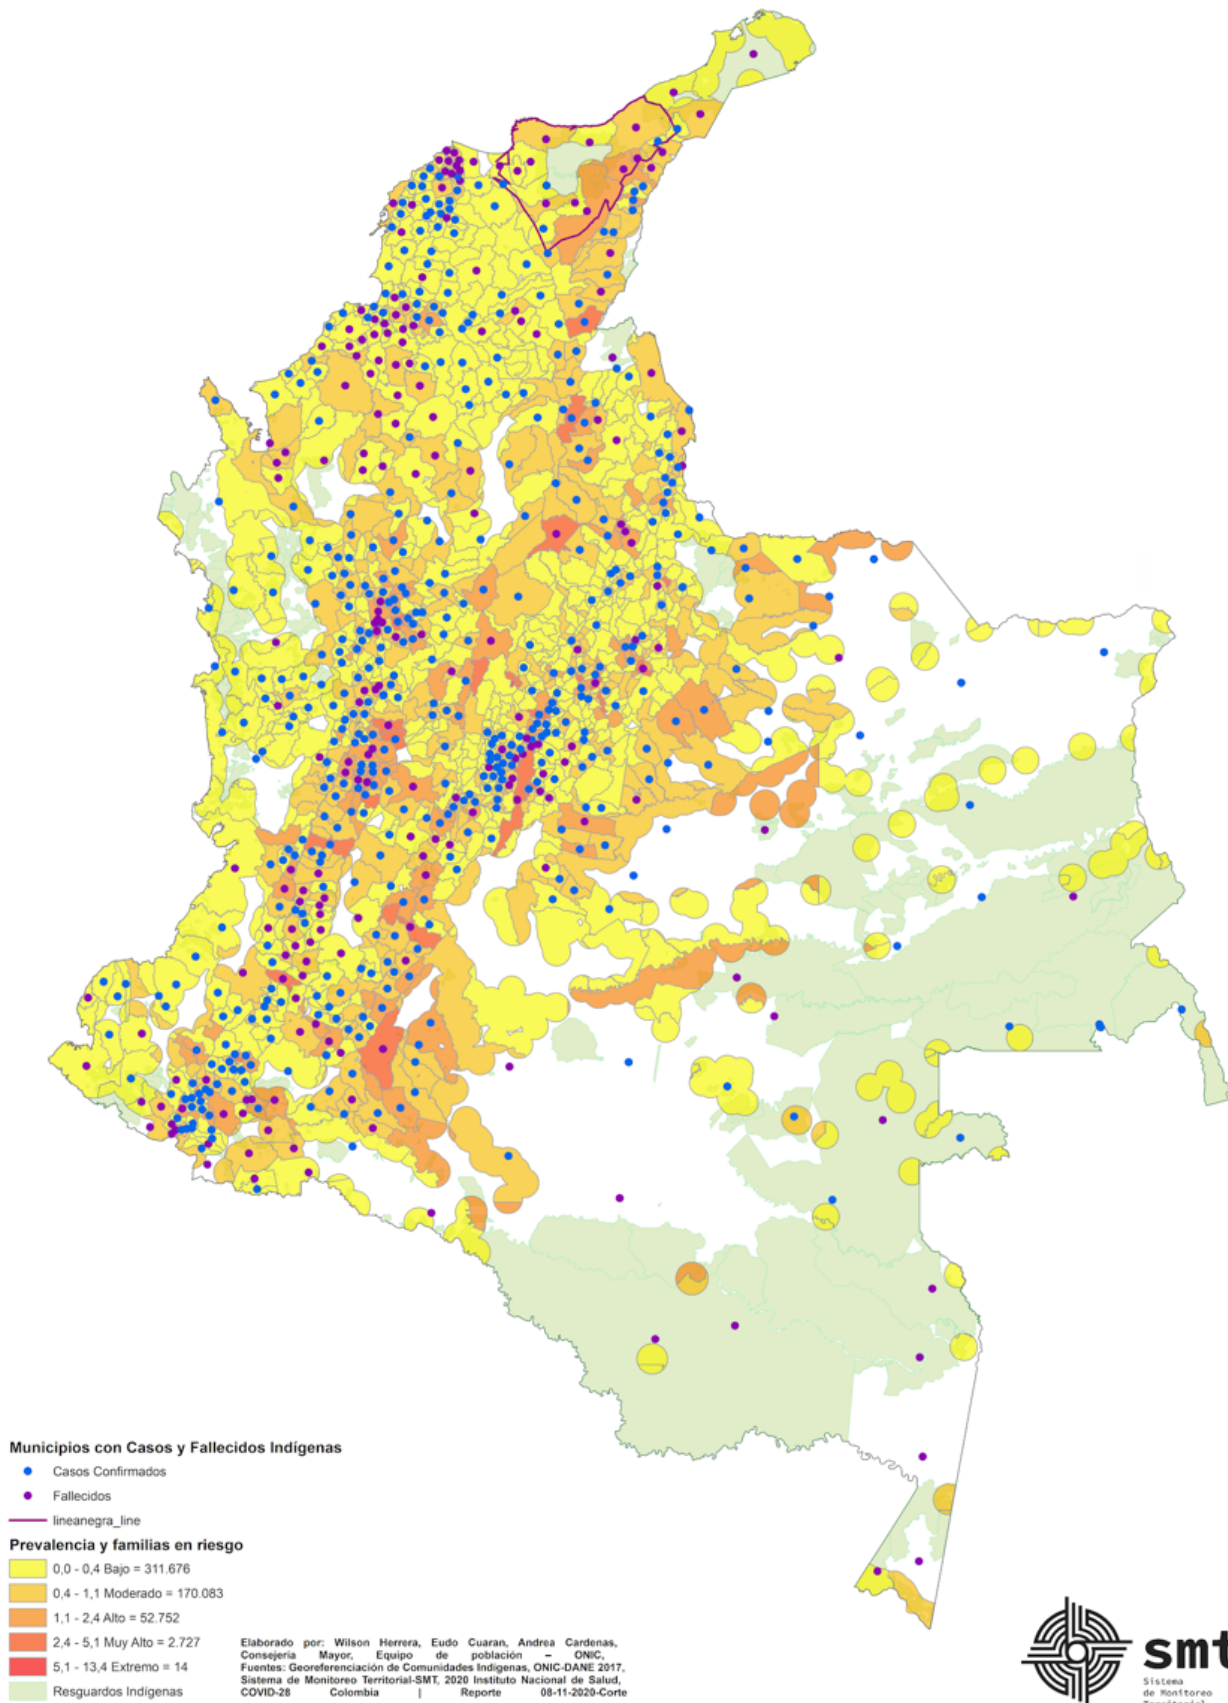 Municipios con Casos y Fallecidos Indígenas
Casos Confirmados
Fallecidos
lineanegra_line
Prevalencia y familias en riesgo
0,0 - 0,4 Bajo = 311.676
0,4 - 1,1 Moderado = 170.083
1,1 - 2,4 Alto = 52.752
2,4 - 5,1 Muy Alto = 2.727
5,1 - 13,4 Extremo = 14
Resguardos Indígenas
Elaborado por: Wilson Herrera, Eudo Cuaran, Andrea Cardenas,
Consejeria Mayor, Equipo de población – ONIC,
Fuentes: Georeferenciación de Comunidades Indígenas, ONIC-DANE 2017,
Sistema de Monitoreo Territorial-SMT, 2020 Instituto Nacional de Salud,
COVID-28 Colombia | Reporte 08-11-2020-Corte
smt
Sistema
de Monitoreo
Territorial